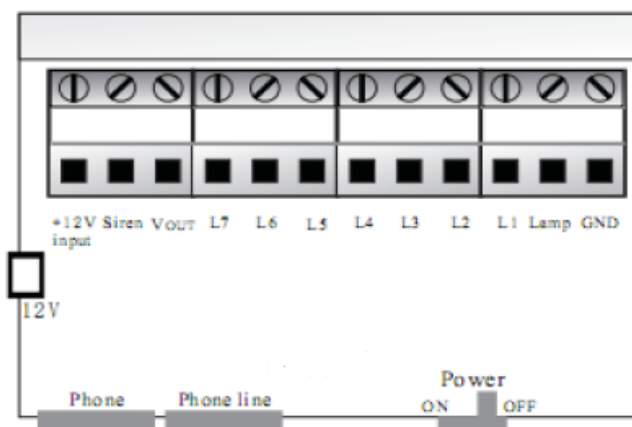 +12V input Siren VOUT L7 L6 L5 L4 L3 L2 L1 Lamp GND
12V
Power
Phone Phone line ON OFF